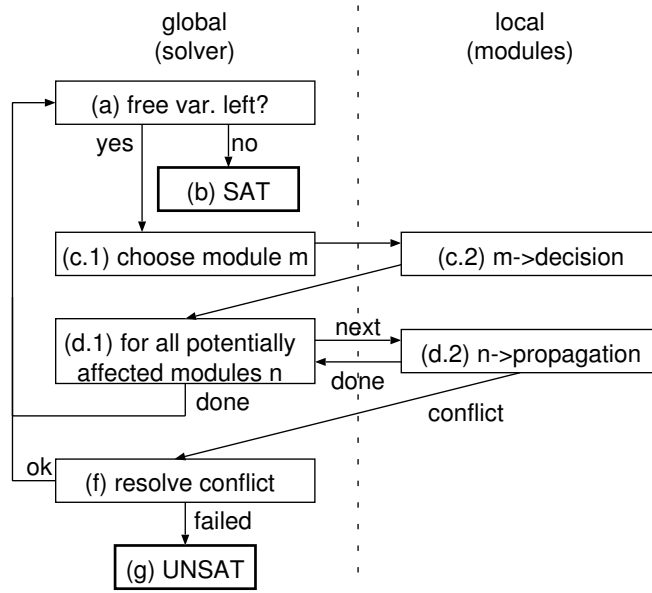 global
(solver)
local
(modules)
(a) free var. left?
yes
no
(b) SAT
(c.1) choose module m
(c.2) m->decision
(d.1) for all potentially
affected modules n
next
done
(d.2) n->propagation
done
conflict
ok
(f) resolve conflict
failed
(g) UNSAT